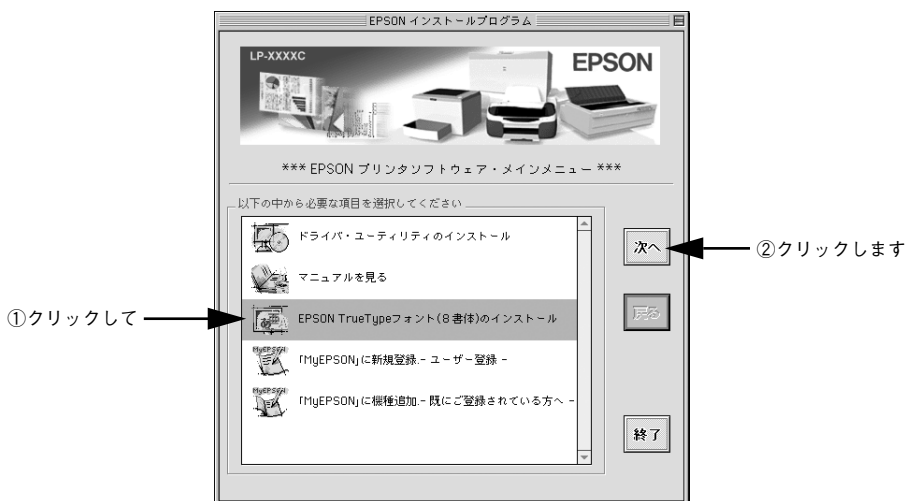 EPSON インストールプログラム
LP-XXXXC
EPSON
*** EPSON プリンタソフトウェア・メインメニュー ***
以下の中から必要な項目を選択してください
ドライバ・ユーティリティのインストール
マニュアルを見る
EPSON TrueTypeフォント(8書体)のインストール
MyEPSON
「MyEPSON」に新規登録.- ユーザー登録 -
MyEPSON
「MyEPSON」に機種追加.- 既にご登録されている方へ -
次へ
戻る
終了
①クリックして
②クリックします